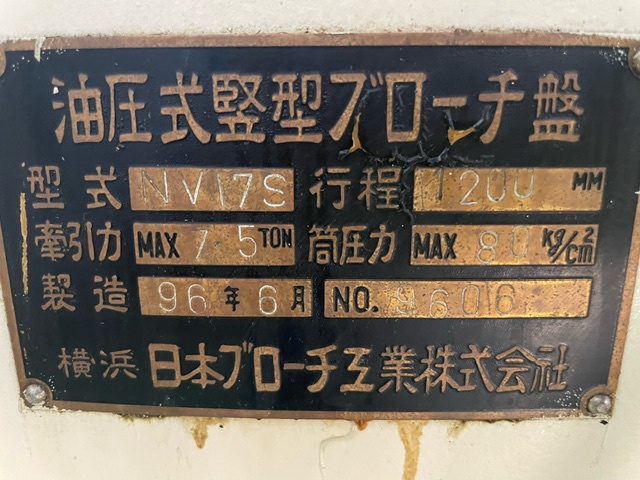 油圧式竪型ブローチ盤
型式 NV17S 行程 1200 MM
牽引力 MAX 7.5 TON 筒圧力 MAX 80 kg/cm²
製造 96年6月 NO. 9606
横浜 日本ブローチ工業株式会社